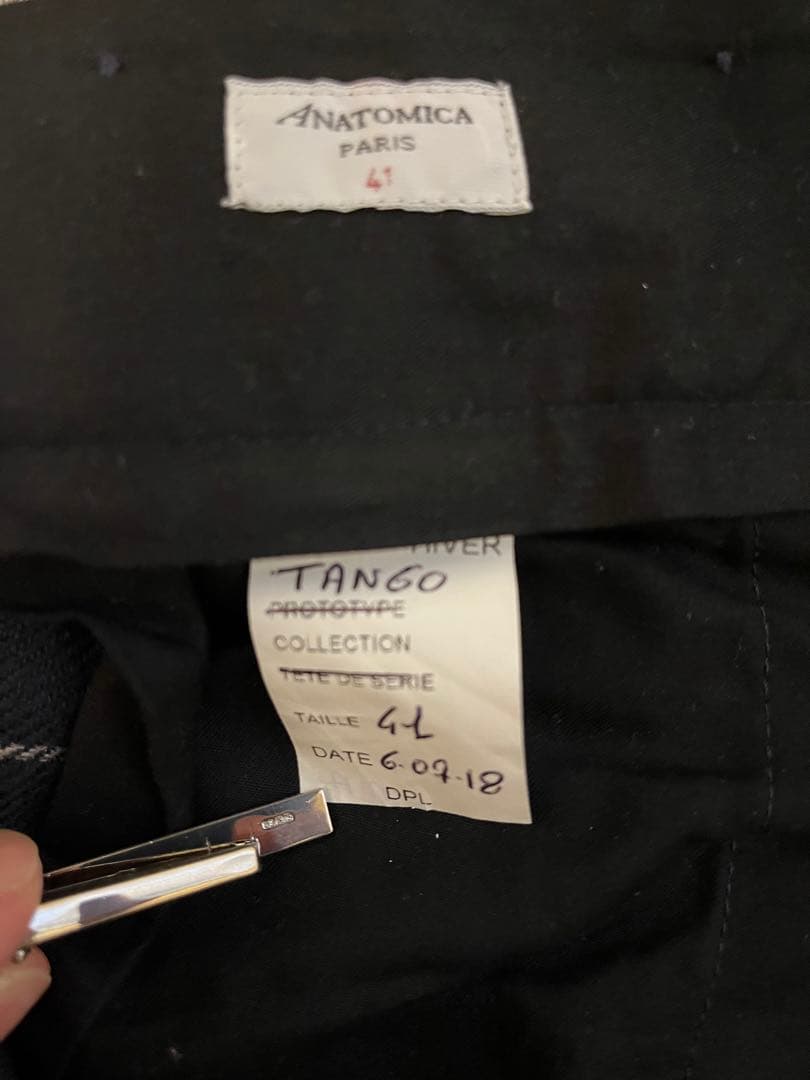 ANATOMICA
PARIS
41
HIVER
TANGO
PROTOTYPE
COLLECTION
TETE DE SERIE
TAILLE 41
DATE 6.07.18
DPL